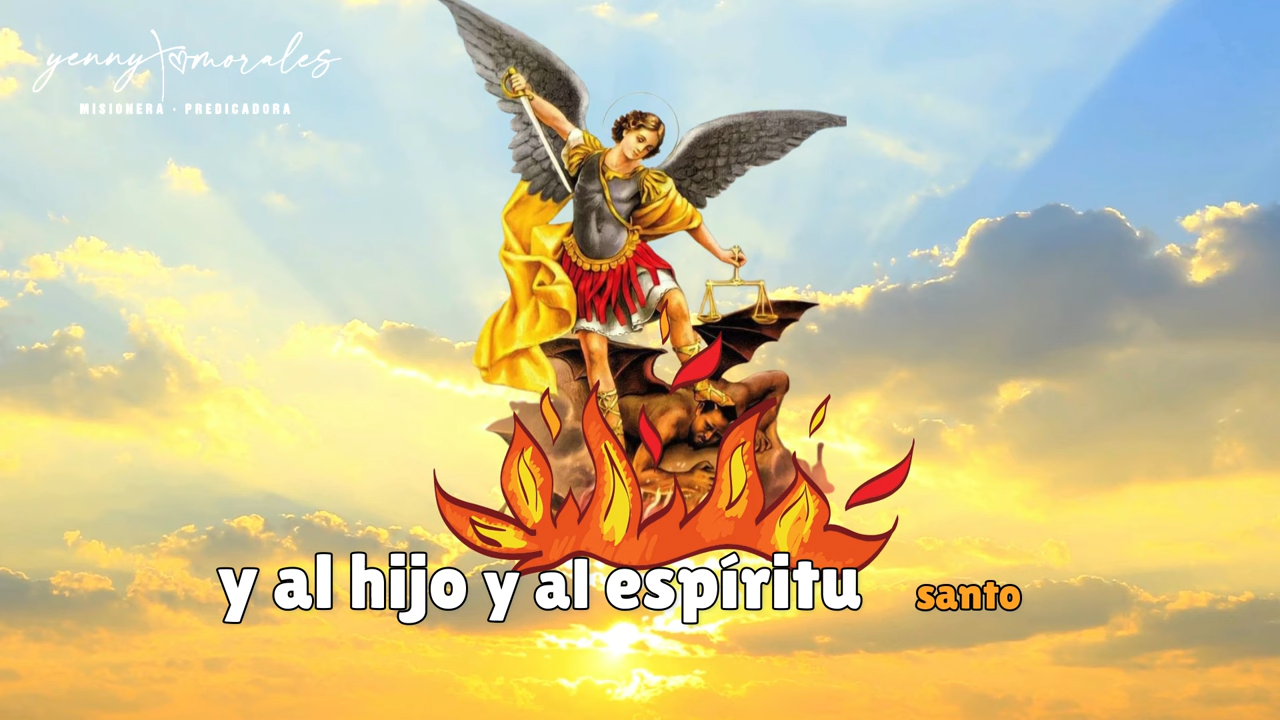 yenny morales
MISIONERA • PREDICADORA
y al hijo y al espíritu santo